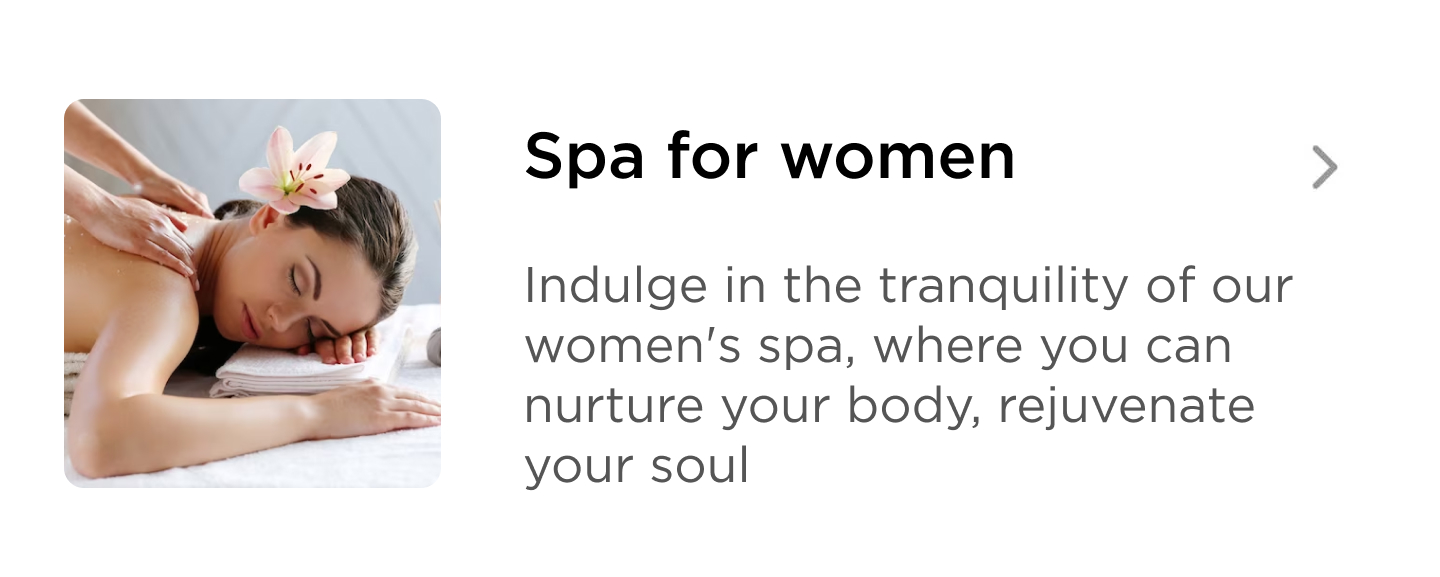 Spa for women
Indulge in the tranquility of our
women's spa, where you can
nurture your body, rejuvenate
your soul